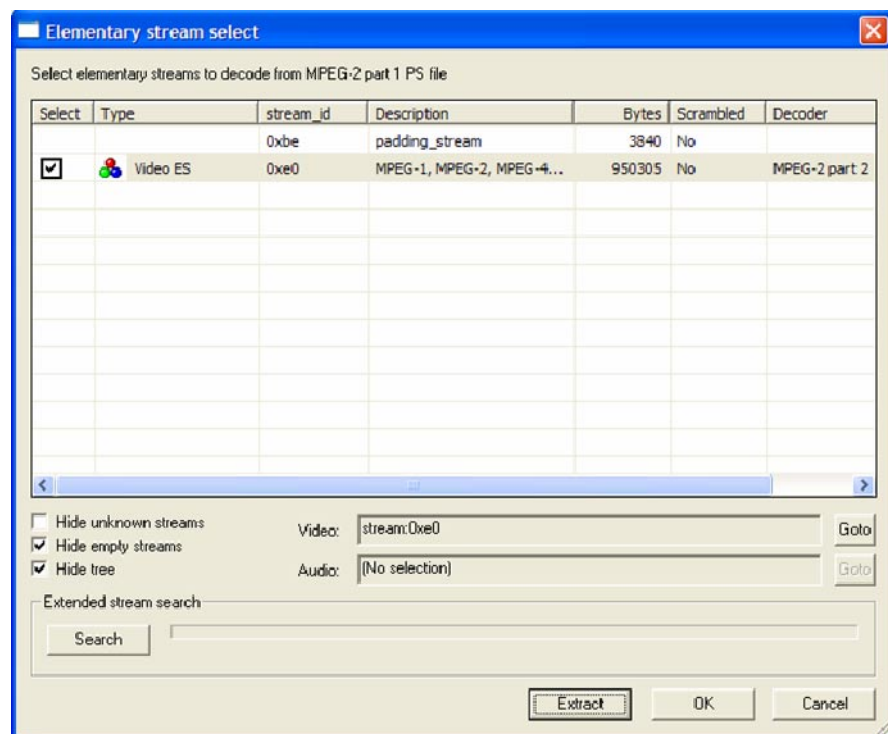 Elementary stream select
Select elementary streams to decode from MPEG-2 part 1 PS file
Select Type stream_id Description Bytes Scrambled Decoder
0xbe padding_stream 3840 No
Video ES 0xe0 MPEG-1, MPEG-2, MPEG-4... 950305 No MPEG-2 part 2
Hide unknown streams
Hide empty streams
Hide tree
Video: stream:0xe0 Goto
Audio: (No selection) Goto
Extended stream search
Search
Extract OK Cancel